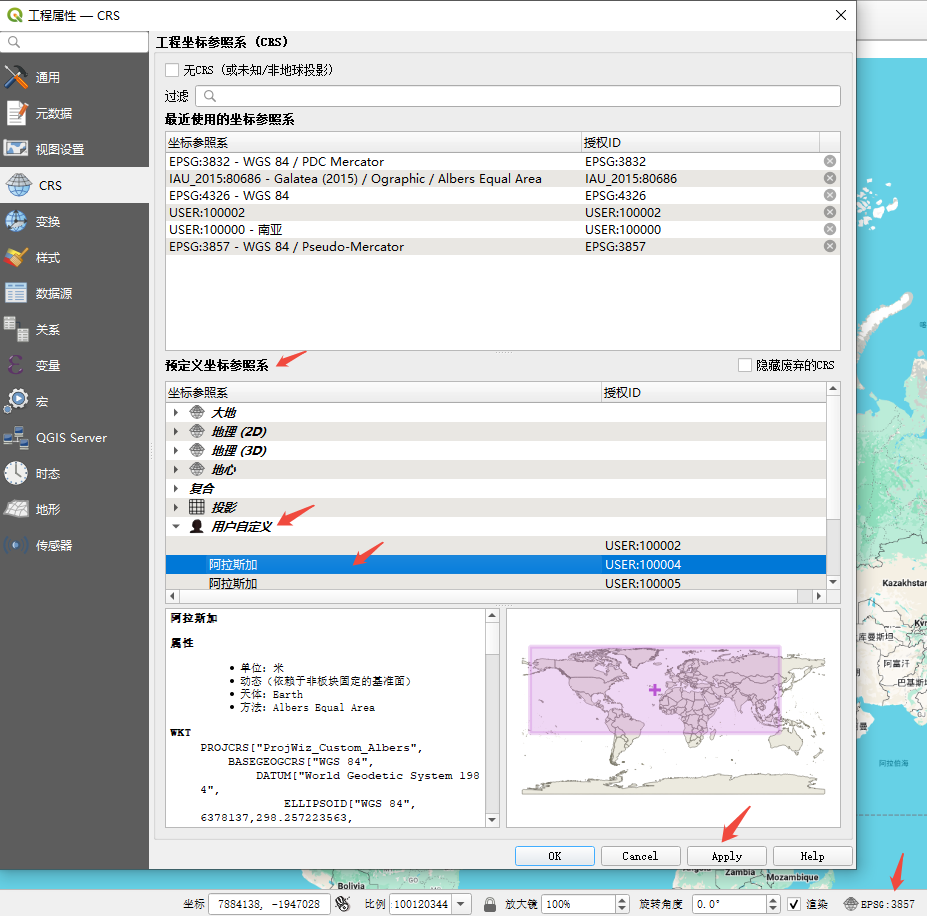 工程属性 — CRS
工程坐标参照系（CRS）
无CRS（或未知/非地球投影）
过滤
最近使用的坐标参照系
坐标参照系 授权ID
EPSG:3832 - WGS 84 / PDC Mercator EPSG:3832
IAU_2015:80686 - Galatea (2015) / Ographic / Albers Equal Area IAU_2015:80686
EPSG:4326 - WGS 84 EPSG:4326
USER:100002 USER:100002
USER:100000 - 南亚 USER:100000
EPSG:3857 - WGS 84 / Pseudo-Mercator EPSG:3857
通用
元数据
视图设置
CRS
变换
样式
数据源
关系
变量
宏
QGIS Server
时态
地形
传感器
预定义坐标参照系 隐藏废弃的CRS
坐标参照系 授权ID
大地
地理 (2D)
地理 (3D)
地心
复合
投影
用户自定义
USER:100002
阿拉斯加 USER:100004
阿拉斯加 USER:100005
阿拉斯加
属性
• 单位: 米
• 动态（依赖于非板块固定的基准面）
• 天体: Earth
• 方法: Albers Equal Area
WKT
PROJCRS["ProjWiz_Custom_Albers",
BASEGEOGCRS["WGS 84",
DATUM["World Geodetic System 198
4",
ELLIPSOID["WGS 84",
6378137,298.257223563,
OK Cancel Apply Help
Kazakhstan
库曼斯坦
阿富汗
巴基斯
阿拉伯海
Bolivia
Zambia
Mozambique
坐标 7884138, -1947028 比例 100120344 放大镜 100% 旋转角度 0.0° 渲染 EPSG:3857